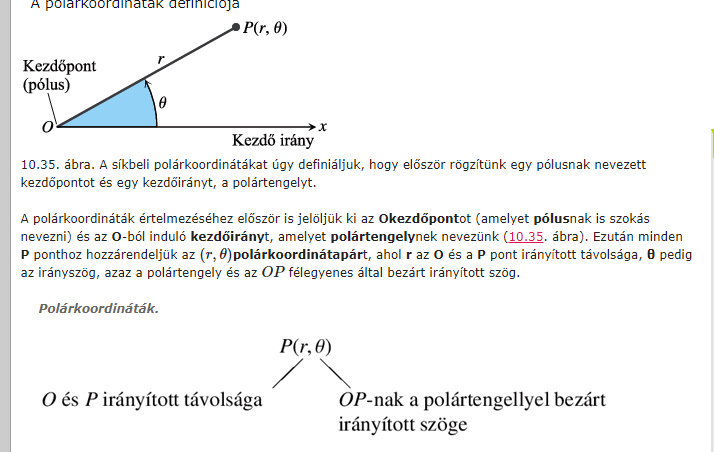 A polárkoordináták definíciója
P(r, θ)
r
Kezdőpont
(pólus)
θ
O
x
Kezdő irány
10.35. ábra. A síkbeli polárkoordinátákat úgy definiáljuk, hogy először rögzítünk egy pólusnak nevezett
kezdőpontot és egy kezdőirányt, a polártengelyt.
A polárkoordináták értelmezéséhez először is jelöljük ki az Okezdőpontot (amelyet pólusnak is szokás
nevezni) és az O-ból induló kezdőirányt, amelyet polártengelynek nevezünk (10.35. ábra). Ezután minden
P ponthoz hozzárendeljük az (r, θ)polárkoordinátapárt, ahol r az O és a P pont irányított távolsága, θ pedig
az irányszög, azaz a polártengely és az OP félegyenes által bezárt irányított szög.
Polárkoordináták.
P(r, θ)
O és P irányított távolsága
OP-nak a polártengellyel bezárt
irányított szöge